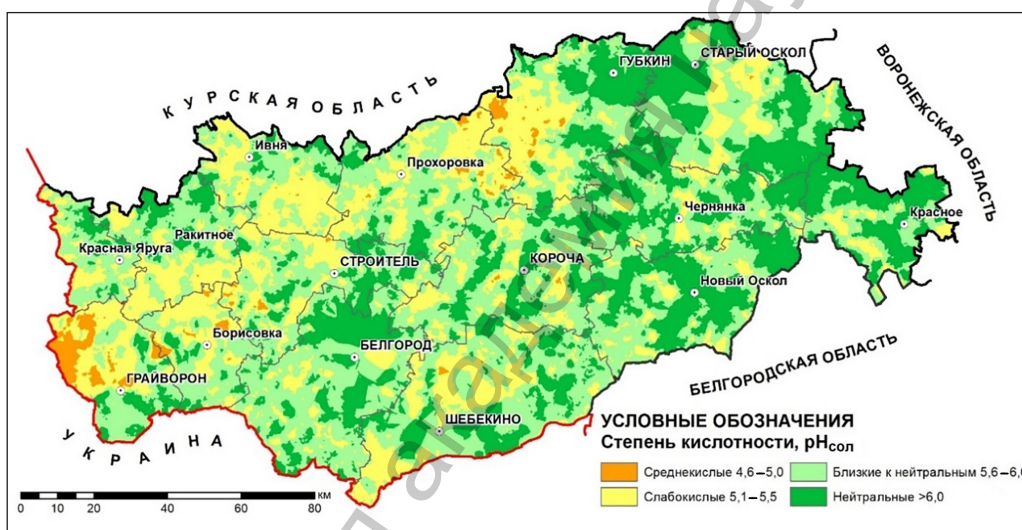 КУРСКАЯ ОБЛАСТЬ
ГУБКИН
СТАРЫЙ ОСКОЛ
ВОРОНЕЖСКАЯ ОБЛАСТЬ
Ивня
Прохоровка
Чернянка
Красное
Ракитное
Красная Яруга
СТРОИТЕЛЬ
КОРОЧА
Новый Оскол
Борисовка
БЕЛГОРОД
ГРАЙВОРОН
БЕЛГОРОДСКАЯ ОБЛАСТЬ
ШЕБЕКИНО
УКРАИНА
УСЛОВНЫЕ ОБОЗНАЧЕНИЯ
Степень кислотности, pHсол
Среднекислые 4,6–5,0
Близкие к нейтральным 5,6–6,0
Слабокислые 5,1–5,5
Нейтральные >6,0
км
0 10 20 40 60 80